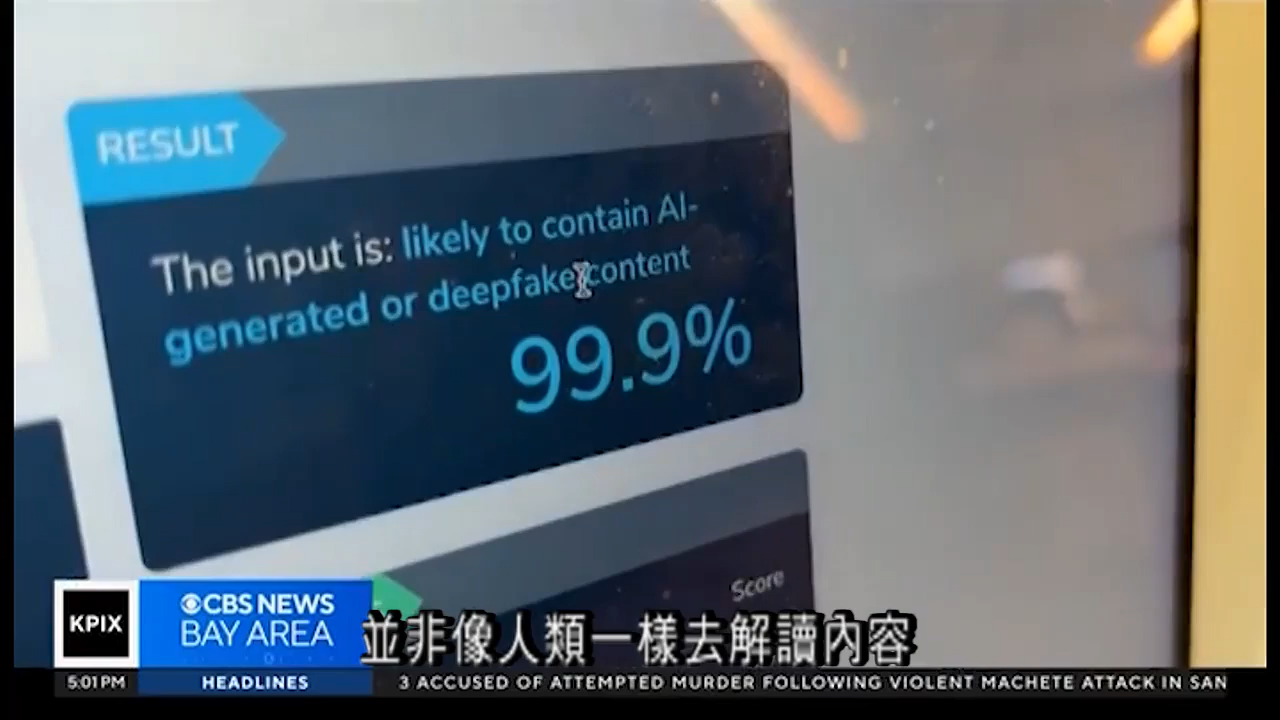 RESULT
The input is: likely to contain AI-
generated or deepfake content
99.9%
Score
KPIX
CBS NEWS
BAY AREA
並非像人類一樣去解讀內容
5:01PM HEADLINES 3 ACCUSED OF ATTEMPTED MURDER FOLLOWING VIOLENT MACHETE ATTACK IN SAN